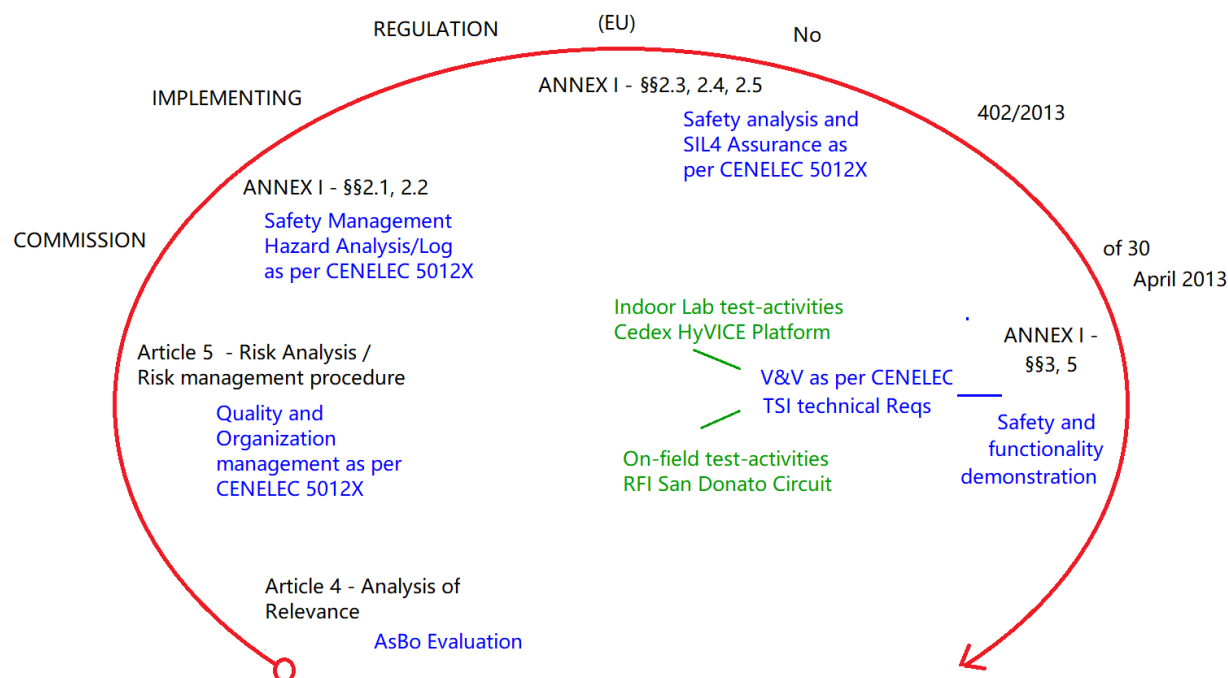 COMMISSION
IMPLEMENTING
REGULATION
(EU)
No
402/2013
of 30
April 2013
Article 4 - Analysis of
Relevance
AsBo Evaluation
Article 5  - Risk Analysis /
Risk management procedure
Quality and
Organization
management as per
CENELEC 5012X
ANNEX I - §§2.1, 2.2
Safety Management
Hazard Analysis/Log
as per CENELEC 5012X
ANNEX I - §§2.3, 2.4, 2.5
Safety analysis and
SIL4 Assurance as
per CENELEC 5012X
ANNEX I -
§§3, 5
Safety and
functionality
demonstration
V&V as per CENELEC
TSI technical Reqs
Indoor Lab test-activities
Cedex HyVICE Platform
On-field test-activities
RFI San Donato Circuit